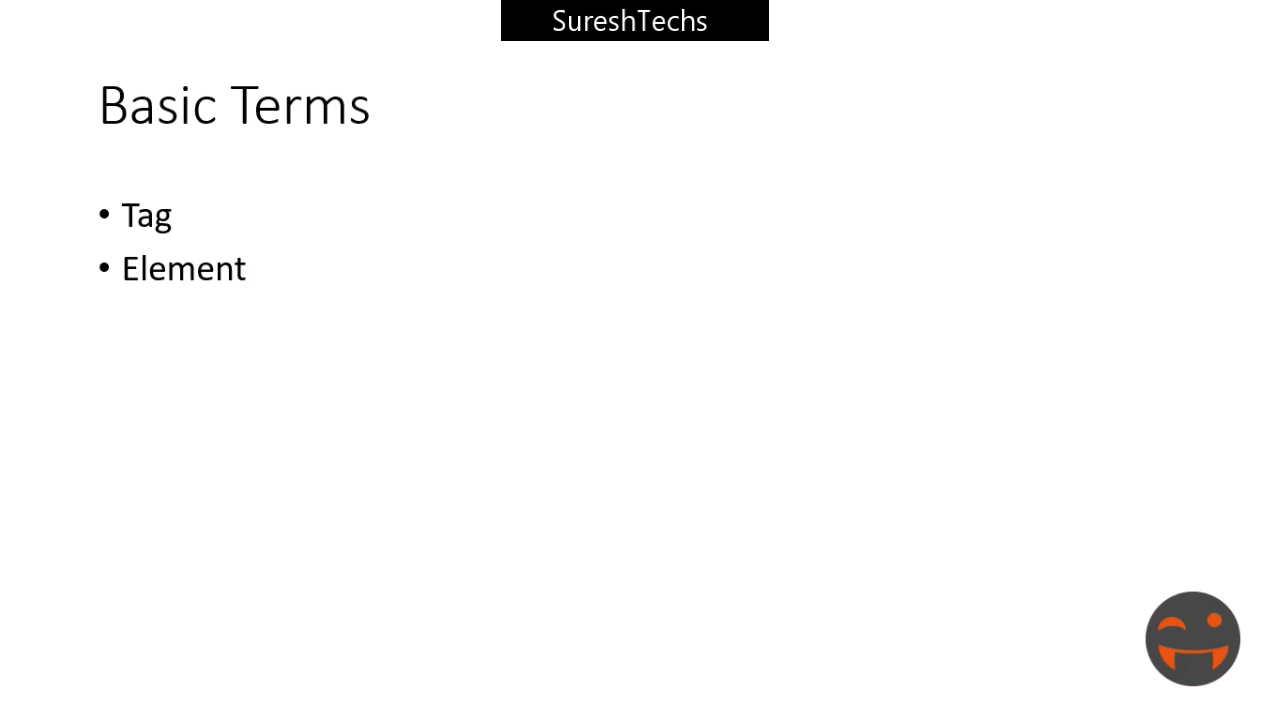 SureshTechs
Basic Terms
• Tag
• Element